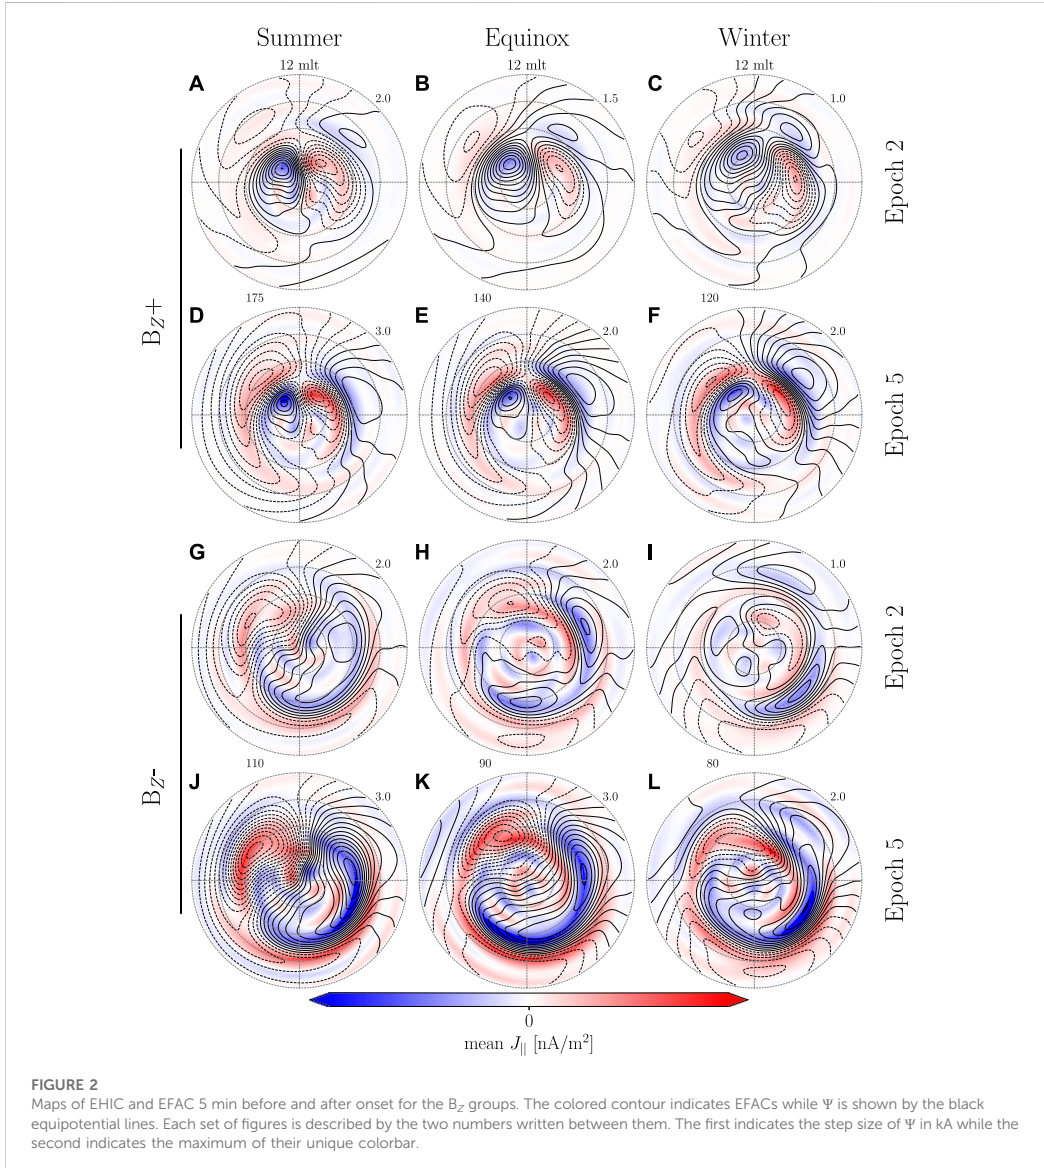 Summer Equinox Winter
12 mlt 12 mlt 12 mlt
A 2.0 B 1.5 C 1.0
Epoch 2
B_Z+
175 140 120
D 3.0 E 2.0 F 2.0
Epoch 5
G 2.0 H 2.0 I 1.0
Epoch 2
B_Z-
110 90 80
J 3.0 K 3.0 L 2.0
Epoch 5
0
mean J_|| [nA/m²]
FIGURE 2
Maps of EHIC and EFAC 5 min before and after onset for the B_Z groups. The colored contour indicates EFACs while Ψ is shown by the black
equipotential lines. Each set of figures is described by the two numbers written between them. The first indicates the step size of Ψ in kA while the
second indicates the maximum of their unique colorbar.